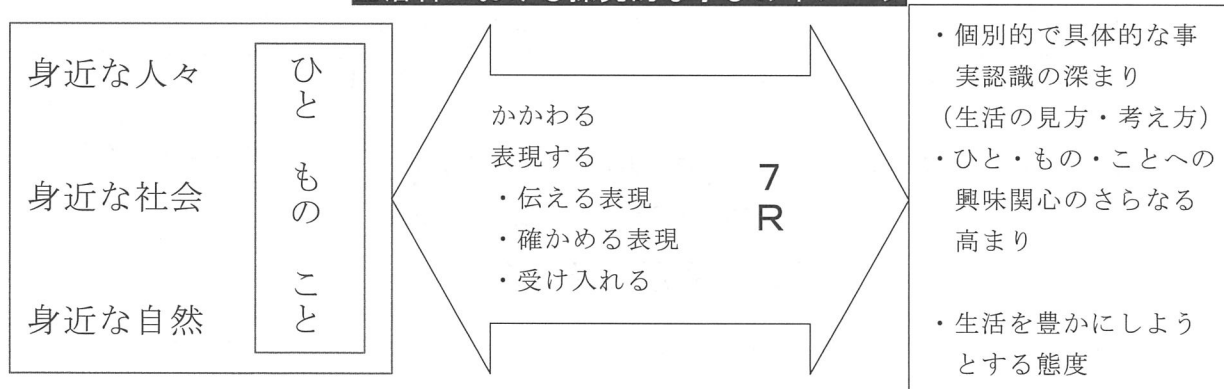 身近な人々
身近な社会
身近な自然
ひと もの こと
かかわる
表現する
・伝える表現
・確かめる表現
・受け入れる
7R
・個別的で具体的な事
実認識の深まり
(生活の見方・考え方)
・ひと・もの・ことへの
興味関心のさらなる
高まり
・生活を豊かにしよう
とする態度